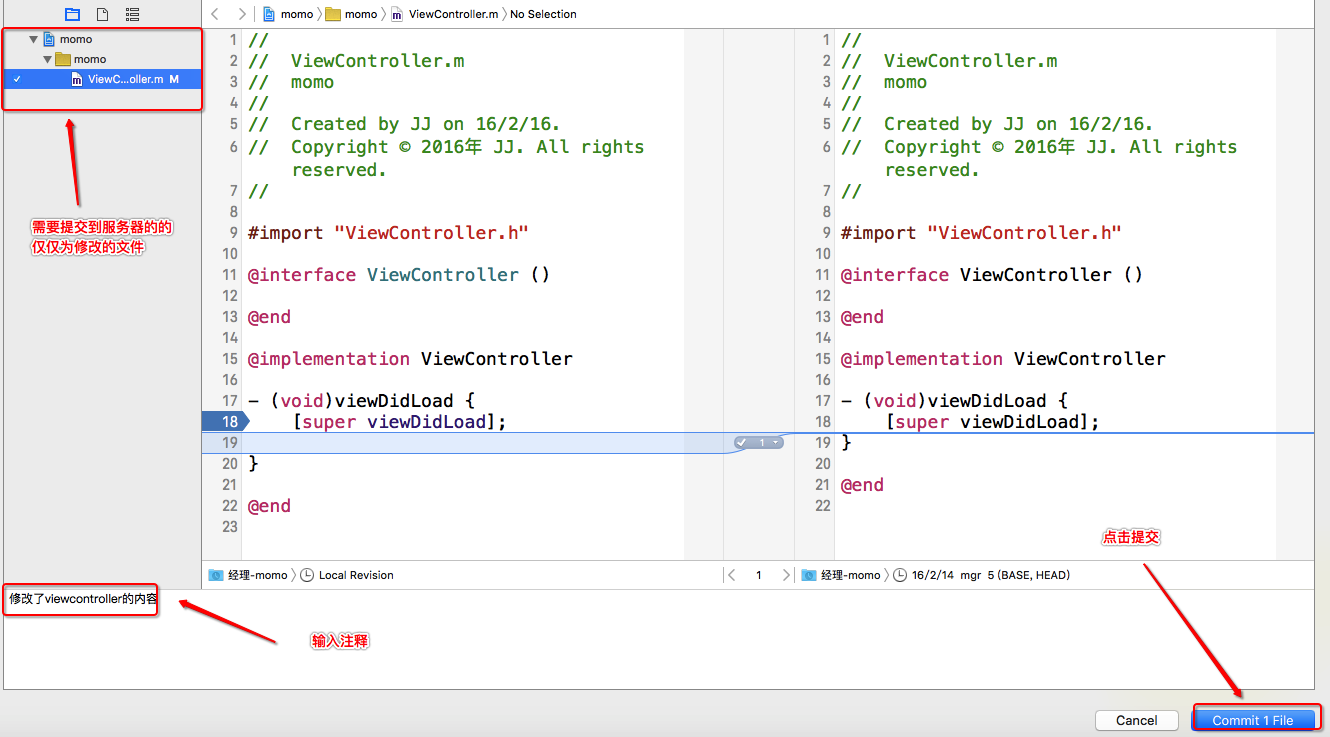 momo 〉 momo 〉 m ViewController.m 〉 No Selection
momo
momo
✓ m ViewC...oller.m M
需要提交到服务器的的
仅仅为修改的文件
1 //
2 //  ViewController.m
3 //  momo
4 //
5 //  Created by JJ on 16/2/16.
6 //  Copyright © 2016年 JJ. All rights
reserved.
7 //
8
9 #import "ViewController.h"
10
11 @interface ViewController ()
12
13 @end
14
15 @implementation ViewController
16
17 - (void)viewDidLoad {
18     [super viewDidLoad];
19
20 }
21
22 @end
23
✓ 1
1 //
2 //  ViewController.m
3 //  momo
4 //
5 //  Created by JJ on 16/2/16.
6 //  Copyright © 2016年 JJ. All rights
reserved.
7 //
8
9 #import "ViewController.h"
10
11 @interface ViewController ()
12
13 @end
14
15 @implementation ViewController
16
17 - (void)viewDidLoad {
18     [super viewDidLoad];
19 }
20
21 @end
22
点击提交
经理-momo 〉 Local Revision
1
经理-momo 〉 16/2/14 mgr 5 (BASE, HEAD)
修改了viewcontroller的内容
输入注释
Cancel
Commit 1 File